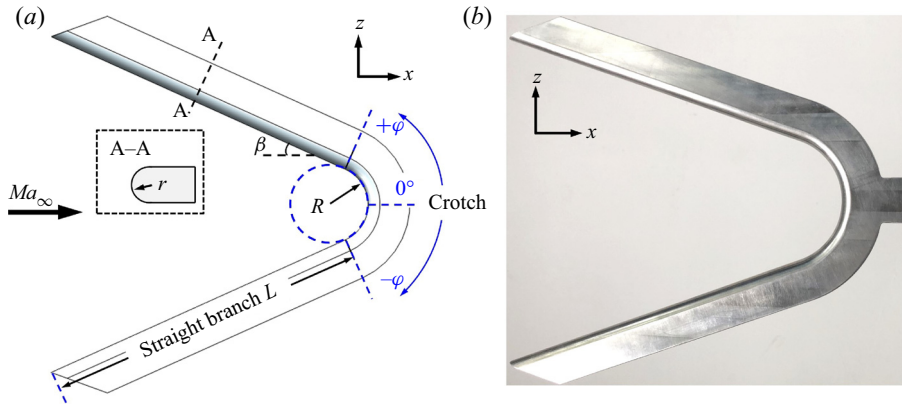 (a)
A
A
z
x
+φ
β
A–A
r
R
0°
Crotch
Ma∞
–φ
Straight branch L
(b)
z
x